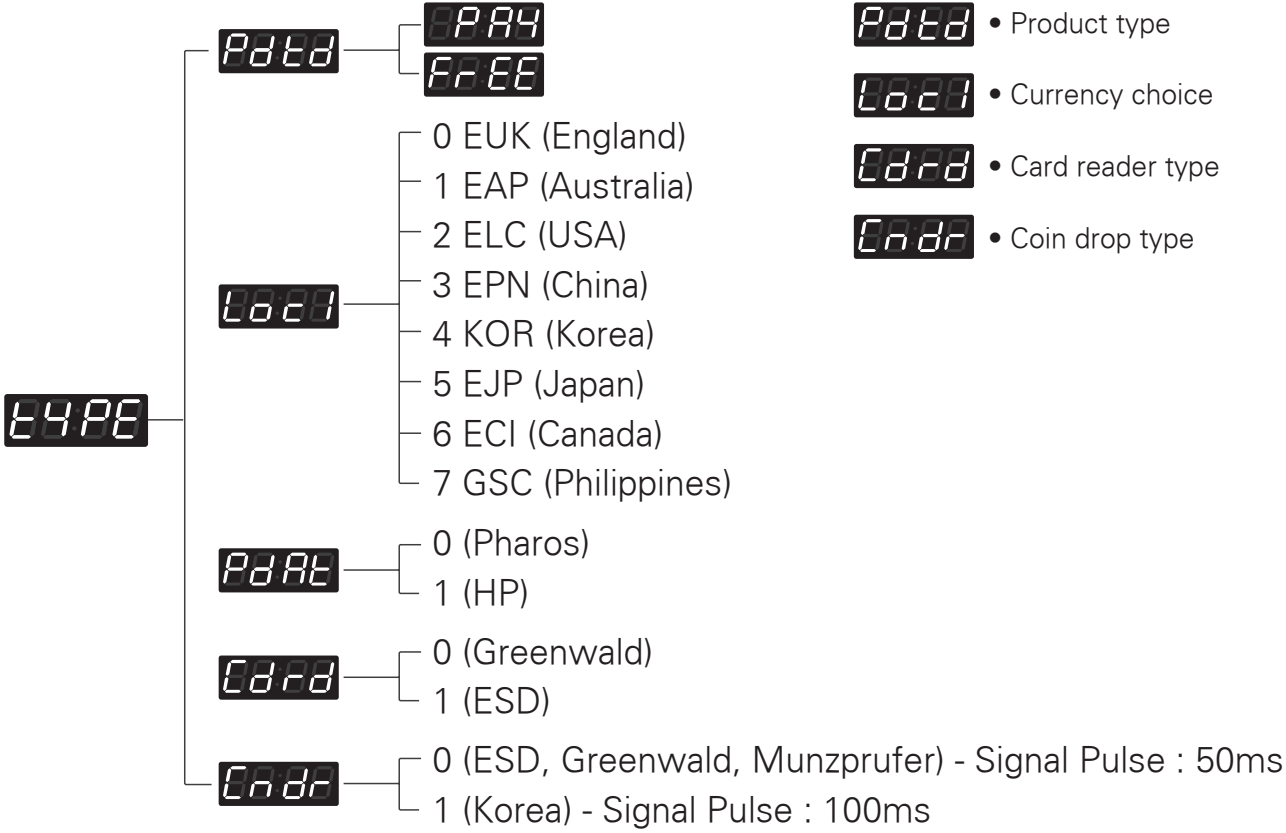 tYPE
Pdtd
PAY
FrEE
Loc1
0 EUK (England)
1 EAP (Australia)
2 ELC (USA)
3 EPN (China)
4 KOR (Korea)
5 EJP (Japan)
6 ECI (Canada)
7 GSC (Philippines)
PdAt
0 (Pharos)
1 (HP)
Cdrd
0 (Greenwald)
1 (ESD)
Cndr
0 (ESD, Greenwald, Munzprufer) - Signal Pulse : 50ms
1 (Korea) - Signal Pulse : 100ms
Pdtd • Product type
Loc1 • Currency choice
Cdrd • Card reader type
Cndr • Coin drop type